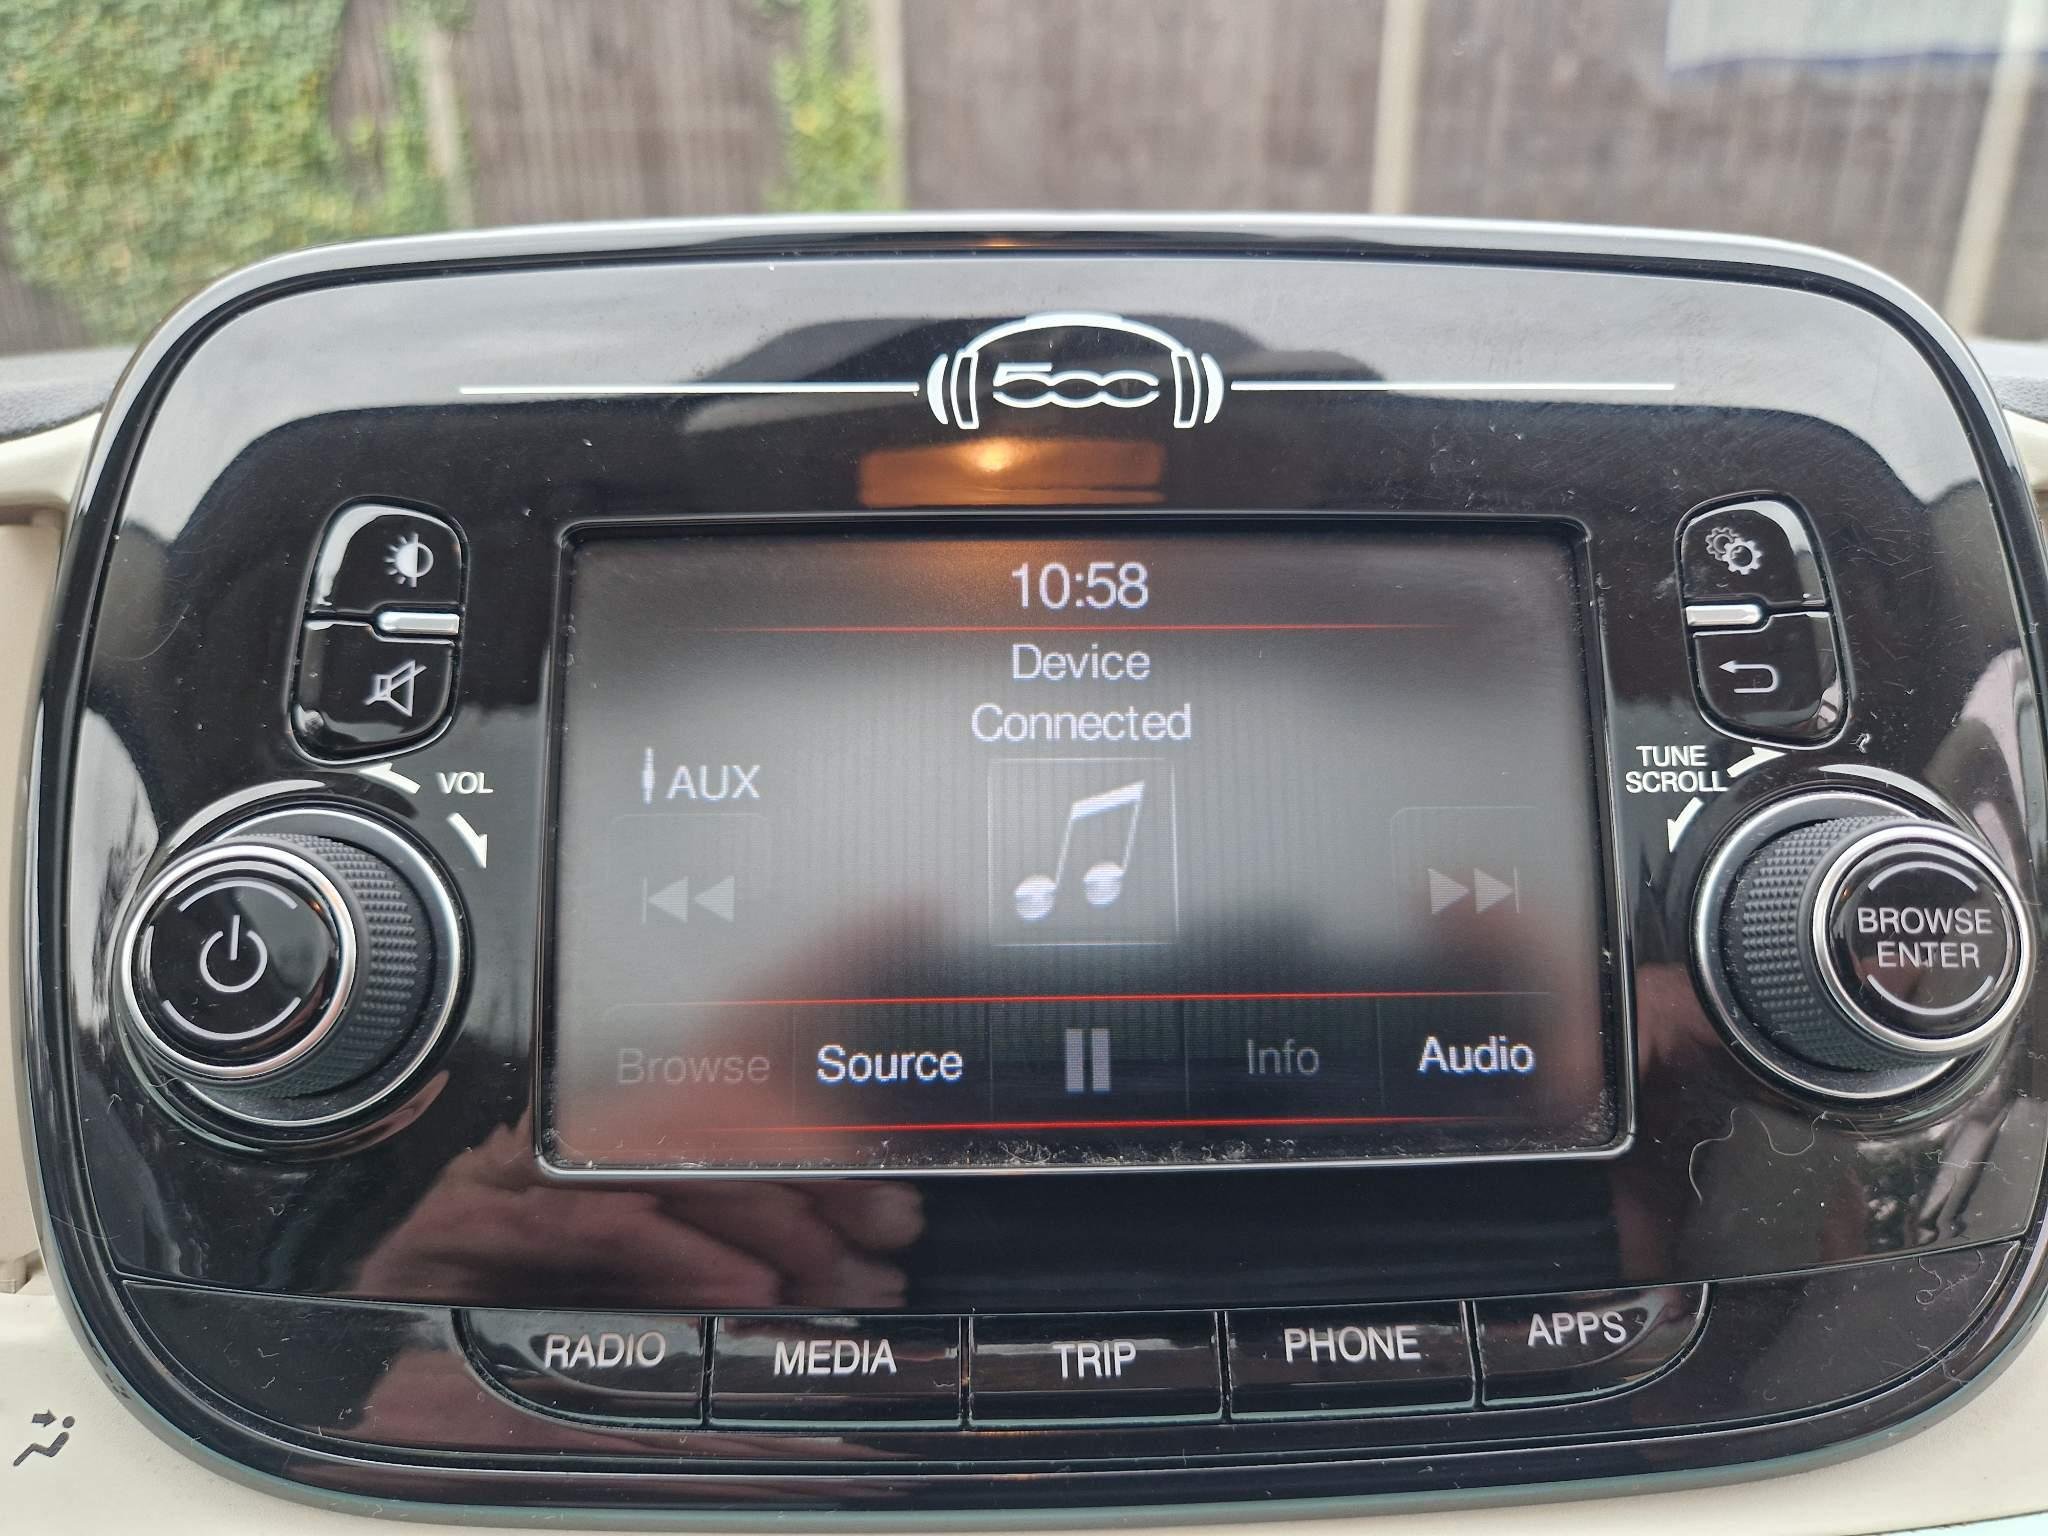 500
10:58
Device
Connected
AUX
VOL
TUNE
SCROLL
BROWSE
ENTER
Browse Source Info Audio
RADIO MEDIA TRIP PHONE APPS